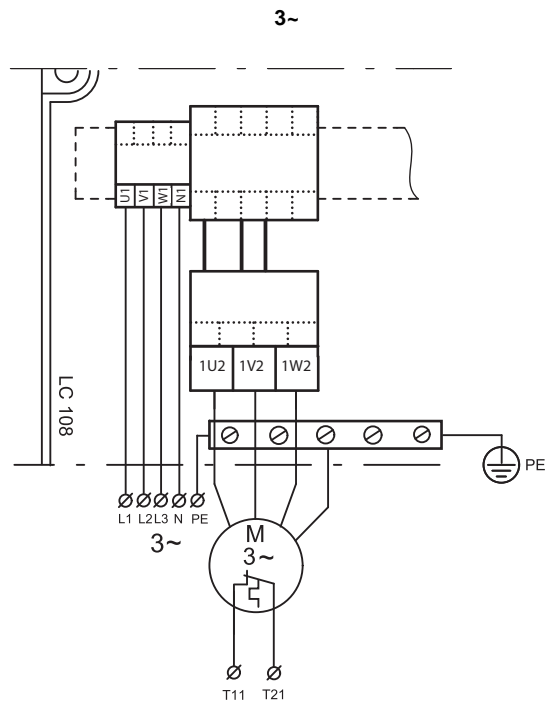 3~
U1 V1 W1 N1
1U2 1V2 1W2
LC 108
PE
L1 L2 L3 N PE
3~
M
3~
T11 T21